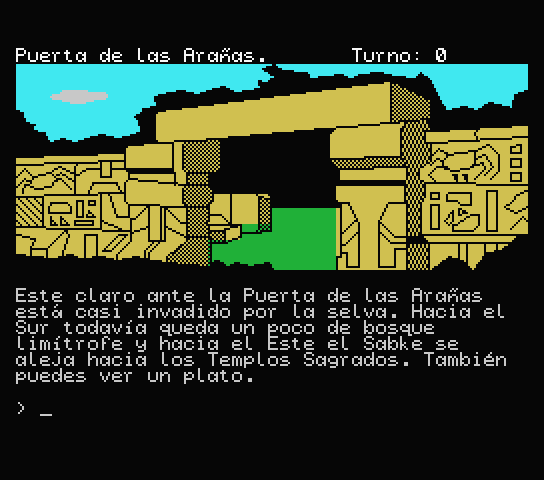 Puerta de las Arañas. Turno: 0
Este claro ante la Puerta de las Arañas
está casi invadido por la selva. Hacia el
Sur todavía queda un poco de bosque
limítrofe y hacia el Este el Sabke se
aleja hacia los Templos Sagrados. También
puedes ver un plato.
> _